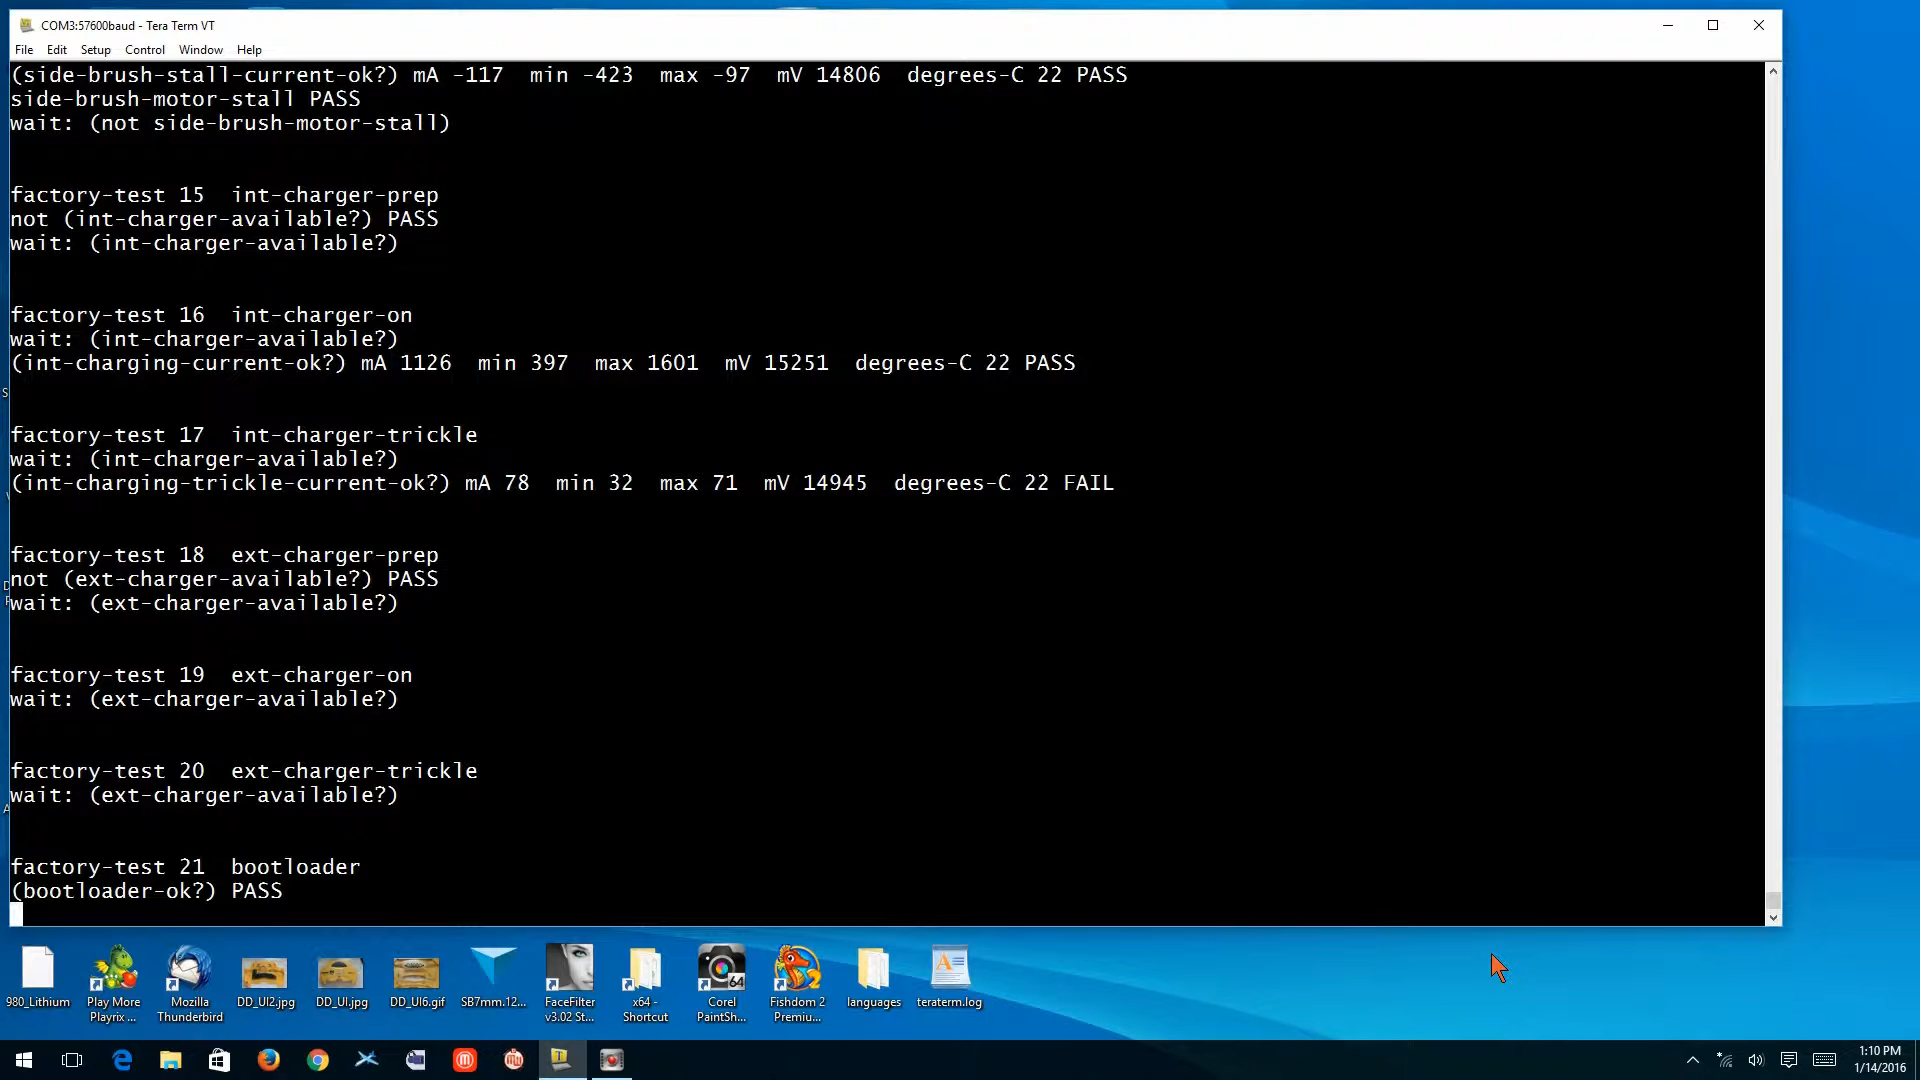 COM3:57600baud - Tera Term VT
File Edit Setup Control Window Help
(side-brush-stall-current-ok?) mA -117  min -423  max -97  mV 14806  degrees-C 22 PASS
side-brush-motor-stall PASS
wait: (not side-brush-motor-stall)
factory-test 15  int-charger-prep
not (int-charger-available?) PASS
wait: (int-charger-available?)
factory-test 16  int-charger-on
wait: (int-charger-available?)
(int-charging-current-ok?) mA 1126  min 397  max 1601  mV 15251  degrees-C 22 PASS
factory-test 17  int-charger-trickle
wait: (int-charger-available?)
(int-charging-trickle-current-ok?) mA 78  min 32  max 71  mV 14945  degrees-C 22 FAIL
factory-test 18  ext-charger-prep
not (ext-charger-available?) PASS
wait: (ext-charger-available?)
factory-test 19  ext-charger-on
wait: (ext-charger-available?)
factory-test 20  ext-charger-trickle
wait: (ext-charger-available?)
factory-test 21  bootloader
(bootloader-ok?) PASS
980_Lithium
Play More
Playrix ...
Mozilla
Thunderbird
DD_UI2.jpg
DD_UI.jpg
DD_UI6.gif
SB7mm.12...
FaceFilter
v3.02 St...
x64 -
Shortcut
64
Corel
PaintSh...
Fishdom 2
Premiu...
languages
teraterm.log
1:10 PM
1/14/2016